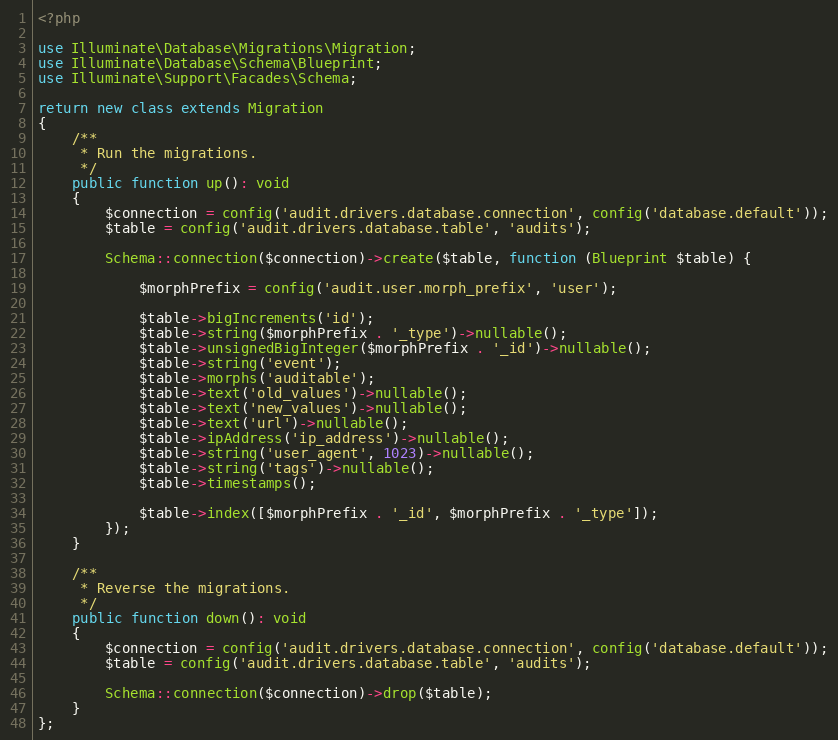 1 <?php
2
3 use Illuminate\Database\Migrations\Migration;
4 use Illuminate\Database\Schema\Blueprint;
5 use Illuminate\Support\Facades\Schema;
6
7 return new class extends Migration
8 {
9     /**
10      * Run the migrations.
11      */
12     public function up(): void
13     {
14         $connection = config('audit.drivers.database.connection', config('database.default'));
15         $table = config('audit.drivers.database.table', 'audits');
16
17         Schema::connection($connection)->create($table, function (Blueprint $table) {
18
19             $morphPrefix = config('audit.user.morph_prefix', 'user');
20
21             $table->bigIncrements('id');
22             $table->string($morphPrefix . '_type')->nullable();
23             $table->unsignedBigInteger($morphPrefix . '_id')->nullable();
24             $table->string('event');
25             $table->morphs('auditable');
26             $table->text('old_values')->nullable();
27             $table->text('new_values')->nullable();
28             $table->text('url')->nullable();
29             $table->ipAddress('ip_address')->nullable();
30             $table->string('user_agent', 1023)->nullable();
31             $table->string('tags')->nullable();
32             $table->timestamps();
33
34             $table->index([$morphPrefix . '_id', $morphPrefix . '_type']);
35         });
36     }
37
38     /**
39      * Reverse the migrations.
40      */
41     public function down(): void
42     {
43         $connection = config('audit.drivers.database.connection', config('database.default'));
44         $table = config('audit.drivers.database.table', 'audits');
45
46         Schema::connection($connection)->drop($table);
47     }
48 };